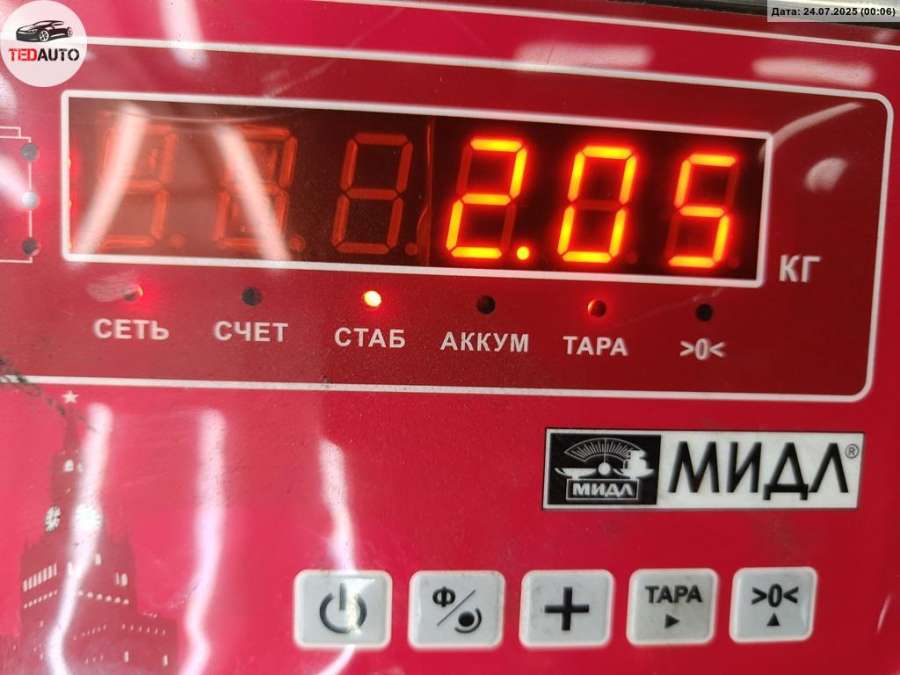 Дата: 24.07.2025 (00:06)
TEDAUTO
2.05
КГ
СЕТЬ СЧЕТ СТАБ АККУМ ТАРА >0<
МИДЛ МИДЛ®
Ф ТАРА >0<